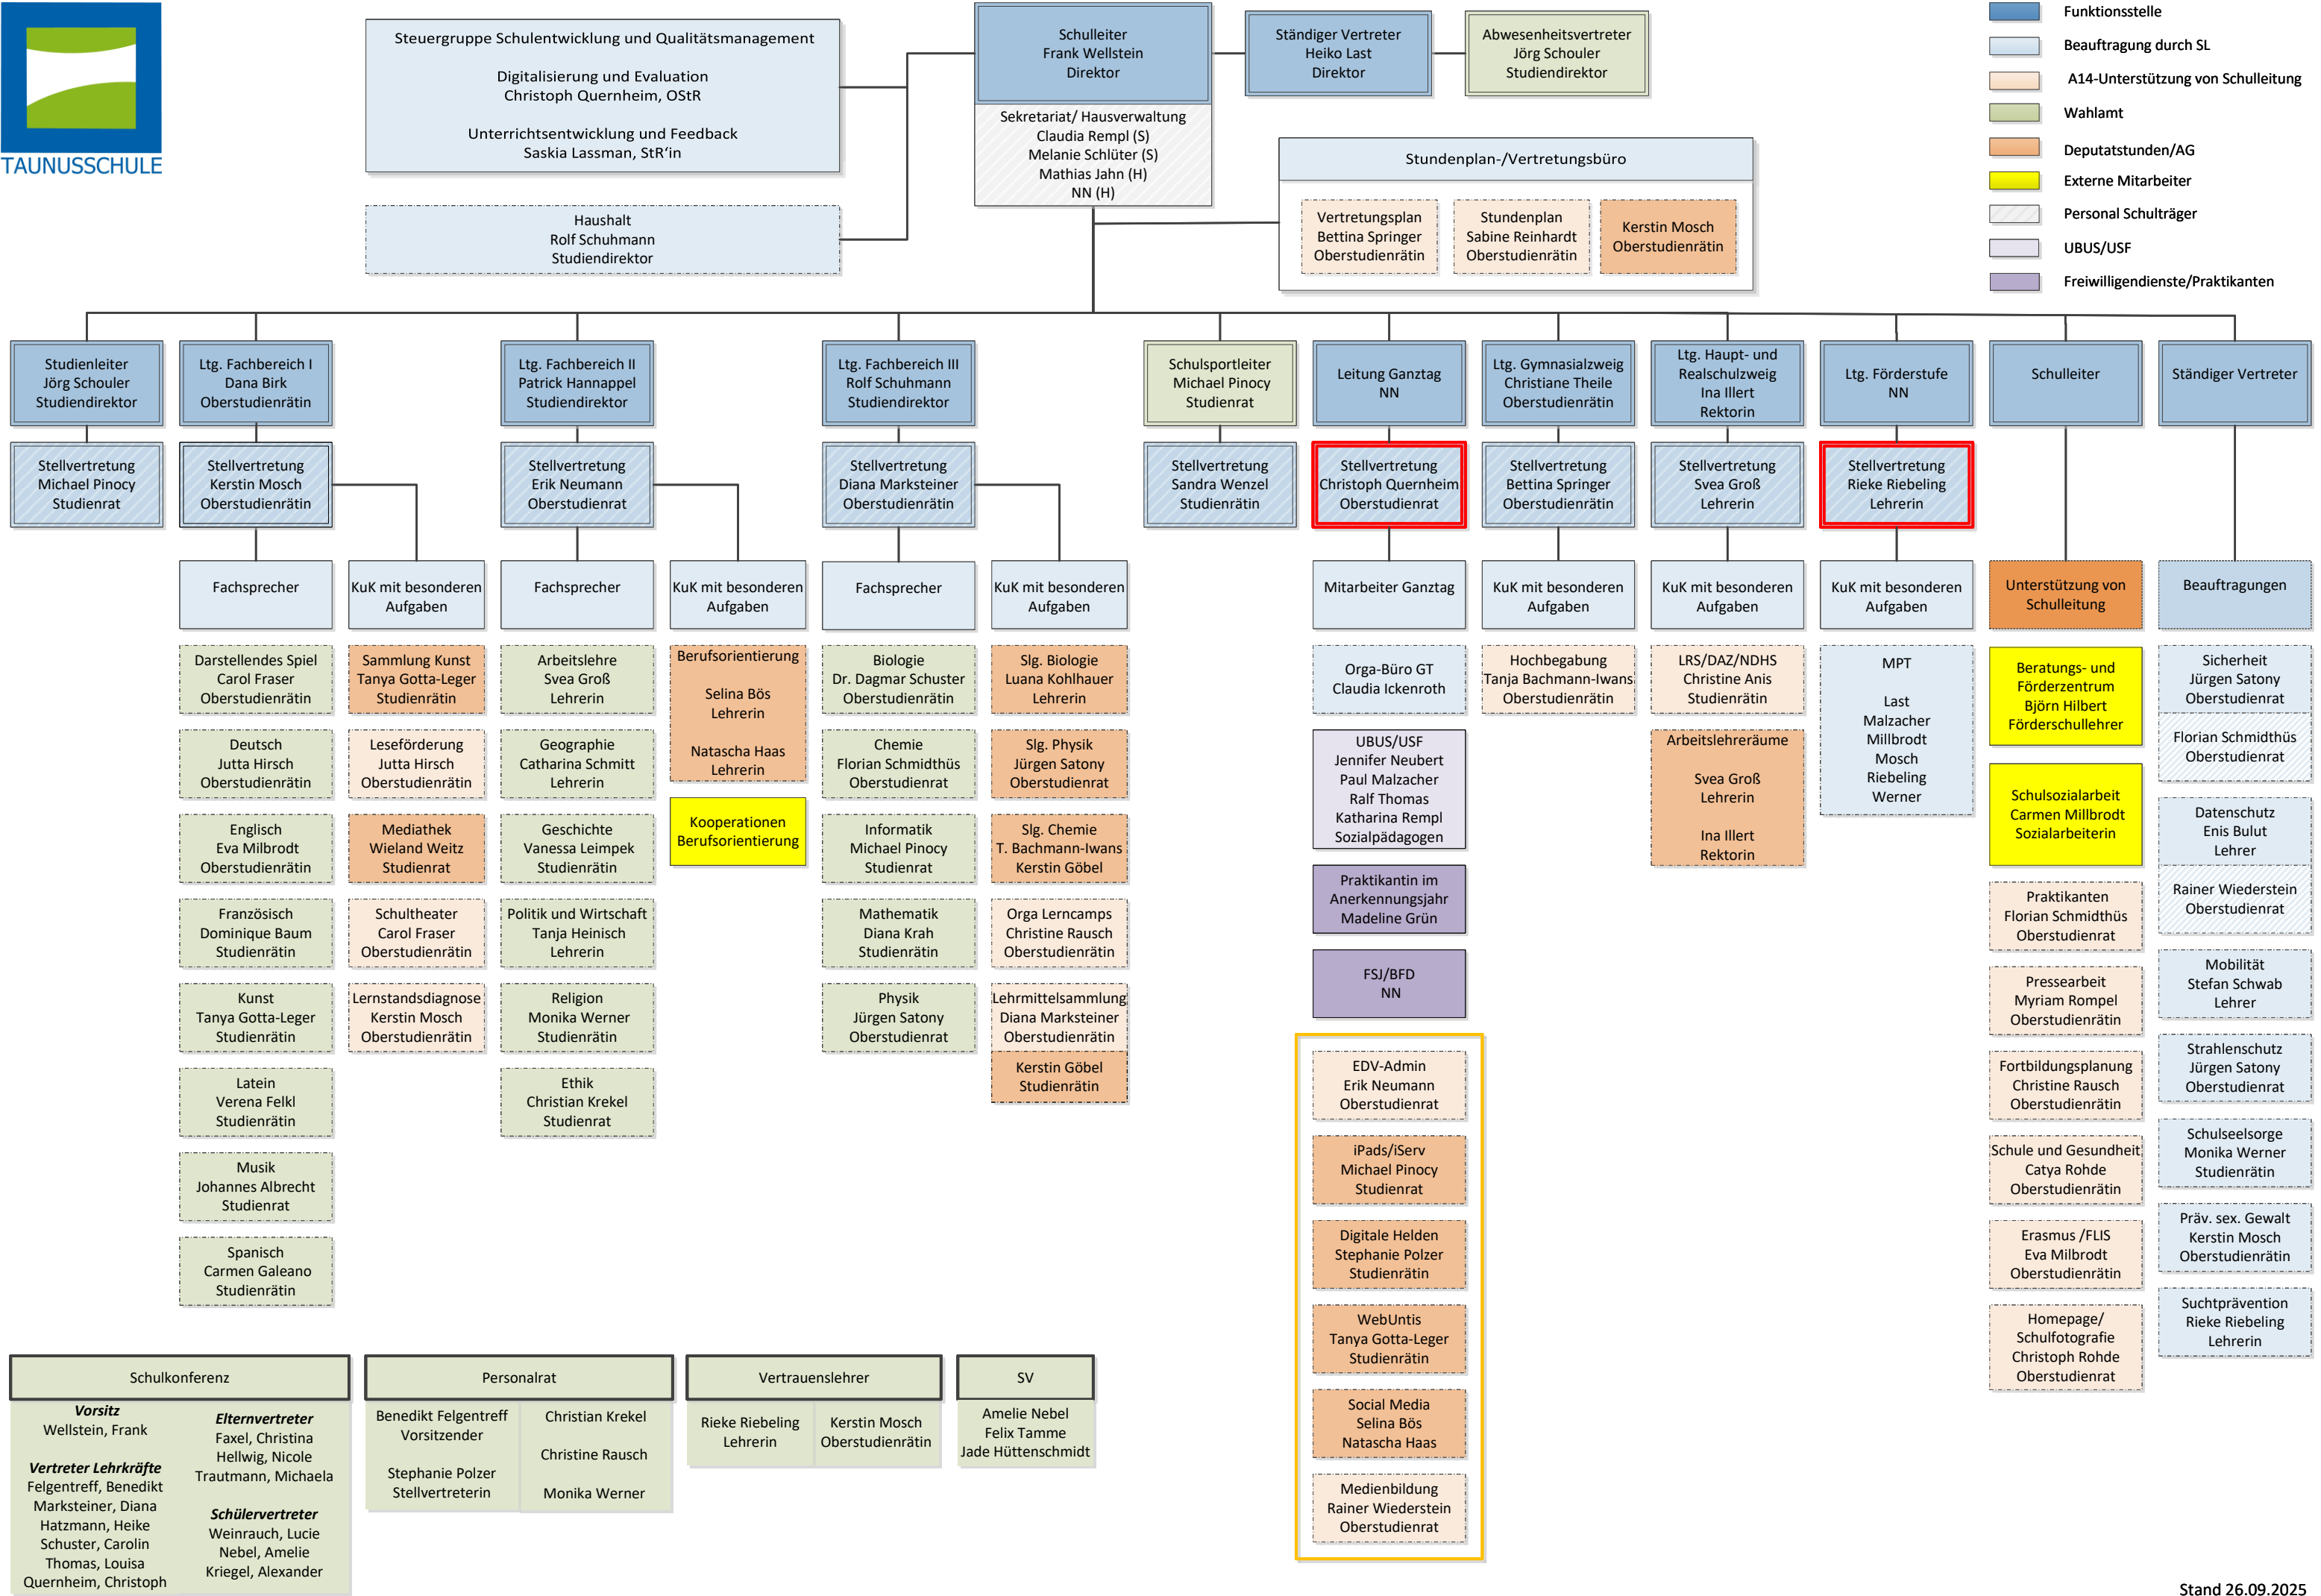 TAUNUSSCHULE
Steuergruppe Schulentwicklung und Qualitätsmanagement
Digitalisierung und Evaluation
Christoph Quernheim, OStR
Unterrichtsentwicklung und Feedback
Saskia Lassman, StR‘in
Haushalt
Rolf Schuhmann
Studiendirektor
Schulleiter
Frank Wellstein
Direktor
Sekretariat/ Hausverwaltung
Claudia Rempl (S)
Melanie Schlüter (S)
Mathias Jahn (H)
NN (H)
Ständiger Vertreter
Heiko Last
Direktor
Abwesenheitsvertreter
Jörg Schouler
Studiendirektor
Stundenplan-/Vertretungsbüro
Vertretungsplan
Bettina Springer
Oberstudienrätin
Stundenplan
Sabine Reinhardt
Oberstudienrätin
Kerstin Mosch
Oberstudienrätin
Funktionsstelle
Beauftragung durch SL
A14-Unterstützung von Schulleitung
Wahlamt
Deputatstunden/AG
Externe Mitarbeiter
Personal Schulträger
UBUS/USF
Freiwilligendienste/Praktikanten
Studienleiter
Jörg Schouler
Studiendirektor
Stellvertretung
Michael Pinocy
Studienrat
Ltg. Fachbereich I
Dana Birk
Oberstudienrätin
Stellvertretung
Kerstin Mosch
Oberstudienrätin
Fachsprecher
Darstellendes Spiel
Carol Fraser
Oberstudienrätin
Deutsch
Jutta Hirsch
Oberstudienrätin
Englisch
Eva Milbrodt
Oberstudienrätin
Französisch
Dominique Baum
Studienrätin
Kunst
Tanya Gotta-Leger
Studienrätin
Latein
Verena Felkl
Studienrätin
Musik
Johannes Albrecht
Studienrat
Spanisch
Carmen Galeano
Studienrätin
KuK mit besonderen
Aufgaben
Sammlung Kunst
Tanya Gotta-Leger
Studienrätin
Leseförderung
Jutta Hirsch
Oberstudienrätin
Mediathek
Wieland Weitz
Studienrat
Schultheater
Carol Fraser
Oberstudienrätin
Lernstandsdiagnose
Kerstin Mosch
Oberstudienrätin
Ltg. Fachbereich II
Patrick Hannappel
Studiendirektor
Stellvertretung
Erik Neumann
Oberstudienrat
Fachsprecher
Arbeitslehre
Svea Groß
Lehrerin
Geographie
Catharina Schmitt
Lehrerin
Geschichte
Vanessa Leimpek
Studienrätin
Politik und Wirtschaft
Tanja Heinisch
Lehrerin
Religion
Monika Werner
Studienrätin
Ethik
Christian Krekel
Studienrat
KuK mit besonderen
Aufgaben
Berufsorientierung
Selina Bös
Lehrerin
Natascha Haas
Lehrerin
Kooperationen
Berufsorientierung
Ltg. Fachbereich III
Rolf Schuhmann
Studiendirektor
Stellvertretung
Diana Marksteiner
Oberstudienrätin
Fachsprecher
Biologie
Dr. Dagmar Schuster
Oberstudienrätin
Chemie
Florian Schmidthüs
Oberstudienrat
Informatik
Michael Pinocy
Studienrat
Mathematik
Diana Krah
Studienrätin
Physik
Jürgen Satony
Oberstudienrat
KuK mit besonderen
Aufgaben
Slg. Biologie
Luana Kohlhauer
Lehrerin
Slg. Physik
Jürgen Satony
Oberstudienrat
Slg. Chemie
T. Bachmann-Iwans
Kerstin Göbel
Orga Lerncamps
Christine Rausch
Oberstudienrätin
Lehrmittelsammlung
Diana Marksteiner
Oberstudienrätin
Kerstin Göbel
Studienrätin
Schulsportleiter
Michael Pinocy
Studienrat
Stellvertretung
Sandra Wenzel
Studienrätin
Leitung Ganztag
NN
Stellvertretung
Christoph Quernheim
Oberstudienrat
Mitarbeiter Ganztag
Orga-Büro GT
Claudia Ickenroth
UBUS/USF
Jennifer Neubert
Paul Malzacher
Ralf Thomas
Katharina Rempl
Sozialpädagogen
Praktikantin im
Anerkennungsjahr
Madeline Grün
FSJ/BFD
NN
EDV-Admin
Erik Neumann
Oberstudienrat
iPads/iServ
Michael Pinocy
Studienrat
Digitale Helden
Stephanie Polzer
Studienrätin
WebUntis
Tanya Gotta-Leger
Studienrätin
Social Media
Selina Bös
Natascha Haas
Medienbildung
Rainer Wiederstein
Oberstudienrat
Ltg. Gymnasialzweig
Christiane Theile
Oberstudienrätin
Stellvertretung
Bettina Springer
Oberstudienrätin
KuK mit besonderen
Aufgaben
Hochbegabung
Tanja Bachmann-Iwans
Oberstudienrätin
Ltg. Haupt- und
Realschulzweig
Ina Illert
Rektorin
Stellvertretung
Svea Groß
Lehrerin
KuK mit besonderen
Aufgaben
LRS/DAZ/NDHS
Christine Anis
Studienrätin
Arbeitslehreräume
Svea Groß
Lehrerin
Ina Illert
Rektorin
Ltg. Förderstufe
NN
Stellvertretung
Rieke Riebeling
Lehrerin
KuK mit besonderen
Aufgaben
MPT
Last
Malzacher
Millbrodt
Mosch
Riebeling
Werner
Schulleiter
Unterstützung von
Schulleitung
Beratungs- und
Förderzentrum
Björn Hilbert
Förderschullehrer
Schulsozialarbeit
Carmen Millbrodt
Sozialarbeiterin
Praktikanten
Florian Schmidthüs
Oberstudienrat
Pressearbeit
Myriam Rompel
Oberstudienrätin
Fortbildungsplanung
Christine Rausch
Oberstudienrätin
Schule und Gesundheit
Catya Rohde
Oberstudienrätin
Erasmus /FLIS
Eva Milbrodt
Oberstudienrätin
Homepage/
Schulfotografie
Christoph Rohde
Oberstudienrat
Ständiger Vertreter
Beauftragungen
Sicherheit
Jürgen Satony
Oberstudienrat
Florian Schmidthüs
Oberstudienrat
Datenschutz
Enis Bulut
Lehrer
Rainer Wiederstein
Oberstudienrat
Mobilität
Stefan Schwab
Lehrer
Strahlenschutz
Jürgen Satony
Oberstudienrat
Schulseelsorge
Monika Werner
Studienrätin
Präv. sex. Gewalt
Kerstin Mosch
Oberstudienrätin
Suchtprävention
Rieke Riebeling
Lehrerin
Schulkonferenz
Vorsitz
Wellstein, Frank
Vertreter Lehrkräfte
Felgentreff, Benedikt
Marksteiner, Diana
Hatzmann, Heike
Schuster, Carolin
Thomas, Louisa
Quernheim, Christoph
Elternvertreter
Faxel, Christina
Hellwig, Nicole
Trautmann, Michaela
Schülervertreter
Weinrauch, Lucie
Nebel, Amelie
Kriegel, Alexander
Personalrat
Benedikt Felgentreff
Vorsitzender
Stephanie Polzer
Stellvertreterin
Christian Krekel
Christine Rausch
Monika Werner
Vertrauenslehrer
Rieke Riebeling
Lehrerin
Kerstin Mosch
Oberstudienrätin
SV
Amelie Nebel
Felix Tamme
Jade Hüttenschmidt
Stand 26.09.2025